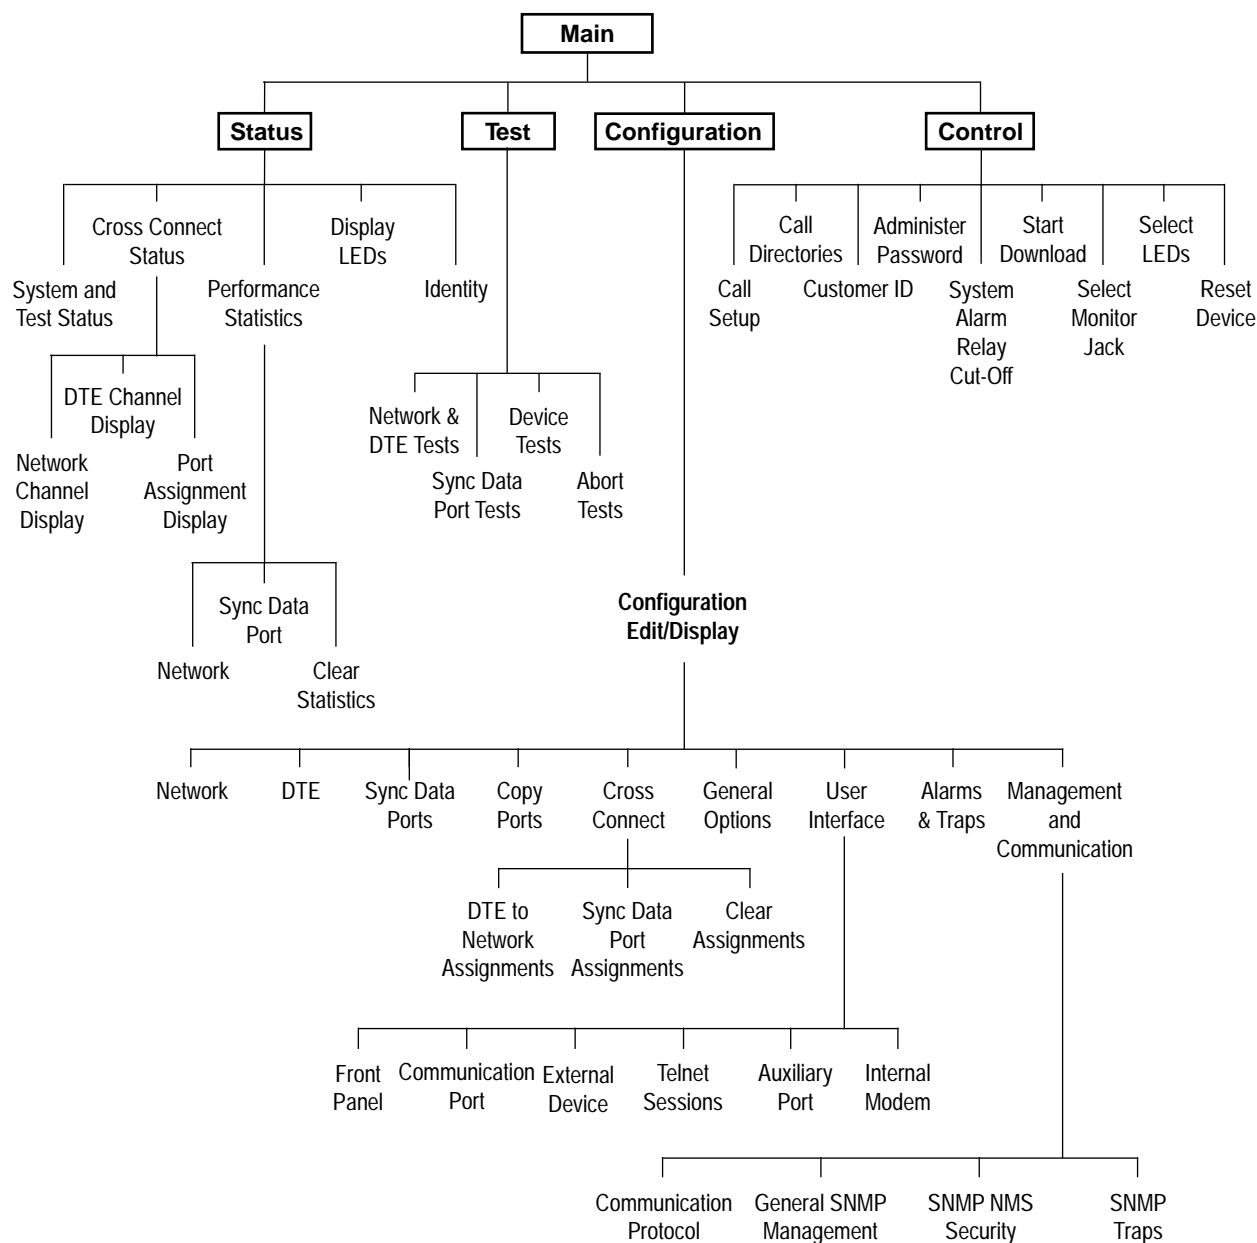 Main
Status
Test
Configuration
Control
Cross Connect
Status
Display
LEDs
System and
Test Status
Performance
Statistics
Identity
Call
Directories
Administer
Password
Start
Download
Select
LEDs
Call
Setup
Customer ID
System
Alarm
Relay
Cut-Off
Select
Monitor
Jack
Reset
Device
DTE Channel
Display
Network
Channel
Display
Port
Assignment
Display
Network &
DTE Tests
Device
Tests
Sync Data
Port Tests
Abort
Tests
Sync Data
Port
Network
Clear
Statistics
Configuration
Edit/Display
Network
DTE
Sync Data
Ports
Copy
Ports
Cross
Connect
General
Options
User
Interface
Alarms
& Traps
Management
and
Communication
DTE to
Network
Assignments
Sync Data
Port
Assignments
Clear
Assignments
Front
Panel
Communication
Port
External
Device
Telnet
Sessions
Auxiliary
Port
Internal
Modem
Communication
Protocol
General SNMP
Management
SNMP NMS
Security
SNMP
Traps